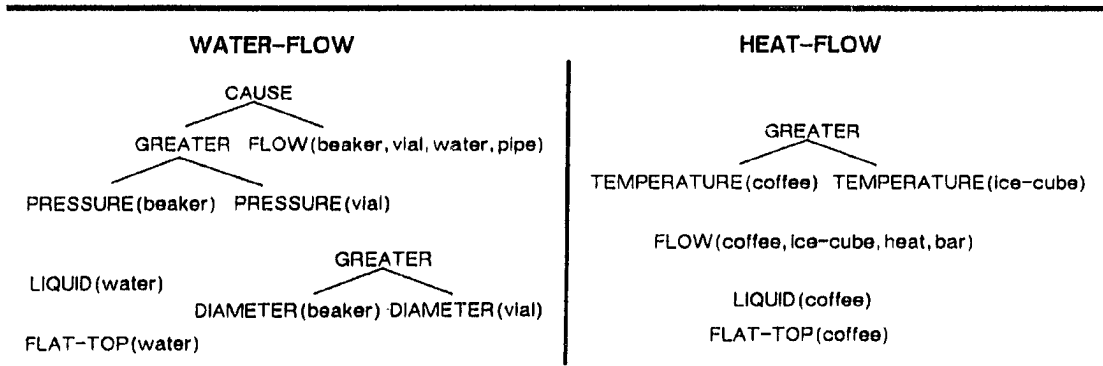 WATER-FLOW
CAUSE
GREATER FLOW(beaker, vial, water, pipe)
PRESSURE(beaker) PRESSURE(vial)
GREATER
LIQUID(water)
DIAMETER(beaker) DIAMETER(vial)
FLAT-TOP(water)
HEAT-FLOW
GREATER
TEMPERATURE(coffee) TEMPERATURE(ice-cube)
FLOW(coffee, ice-cube, heat, bar)
LIQUID(coffee)
FLAT-TOP(coffee)